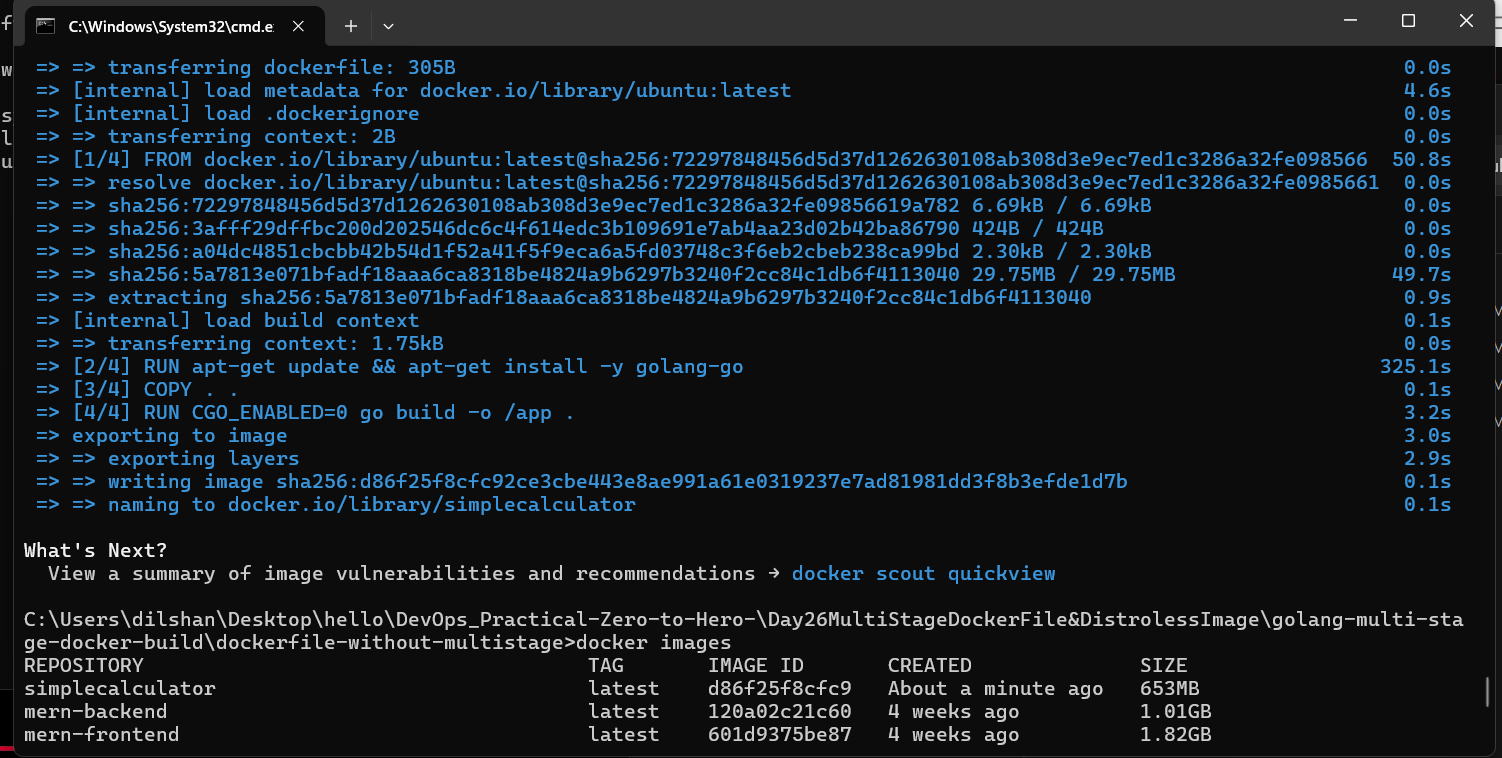 C:\Windows\System32\cmd.e
=> => transferring dockerfile: 305B 0.0s
=> [internal] load metadata for docker.io/library/ubuntu:latest 4.6s
=> [internal] load .dockerignore 0.0s
=> => transferring context: 2B 0.0s
=> [1/4] FROM docker.io/library/ubuntu:latest@sha256:72297848456d5d37d1262630108ab308d3e9ec7ed1c3286a32fe098566 50.8s
=> => resolve docker.io/library/ubuntu:latest@sha256:72297848456d5d37d1262630108ab308d3e9ec7ed1c3286a32fe0985661 0.0s
=> => sha256:72297848456d5d37d1262630108ab308d3e9ec7ed1c3286a32fe09856619a782 6.69kB / 6.69kB 0.0s
=> => sha256:3afff29dffbc200d202546dc6c4f614edc3b109691e7ab4aa23d02b42ba86790 424B / 424B 0.0s
=> => sha256:a04dc4851cbcbb42b54d1f52a41f5f9eca6a5fd03748c3f6eb2cbeb238ca99bd 2.30kB / 2.30kB 0.0s
=> => sha256:5a7813e071bfadf18aaa6ca8318be4824a9b6297b3240f2cc84c1db6f4113040 29.75MB / 29.75MB 49.7s
=> => extracting sha256:5a7813e071bfadf18aaa6ca8318be4824a9b6297b3240f2cc84c1db6f4113040 0.9s
=> [internal] load build context 0.1s
=> => transferring context: 1.75kB 0.0s
=> [2/4] RUN apt-get update && apt-get install -y golang-go 325.1s
=> [3/4] COPY . . 0.1s
=> [4/4] RUN CGO_ENABLED=0 go build -o /app . 3.2s
=> exporting to image 3.0s
=> => exporting layers 2.9s
=> => writing image sha256:d86f25f8cfc92ce3cbe443e8ae991a61e0319237e7ad81981dd3f8b3efde1d7b 0.1s
=> => naming to docker.io/library/simplecalculator 0.1s
What's Next?
View a summary of image vulnerabilities and recommendations → docker scout quickview
C:\Users\dilshan\Desktop\hello\DevOps_Practical-Zero-to-Hero-\Day26MultiStageDockerFile&DistrolessImage\golang-multi-sta
ge-docker-build\dockerfile-without-multistage>docker images
REPOSITORY TAG IMAGE ID CREATED SIZE
simplecalculator latest d86f25f8cfc9 About a minute ago 653MB
mern-backend latest 120a02c21c60 4 weeks ago 1.01GB
mern-frontend latest 601d9375be87 4 weeks ago 1.82GB